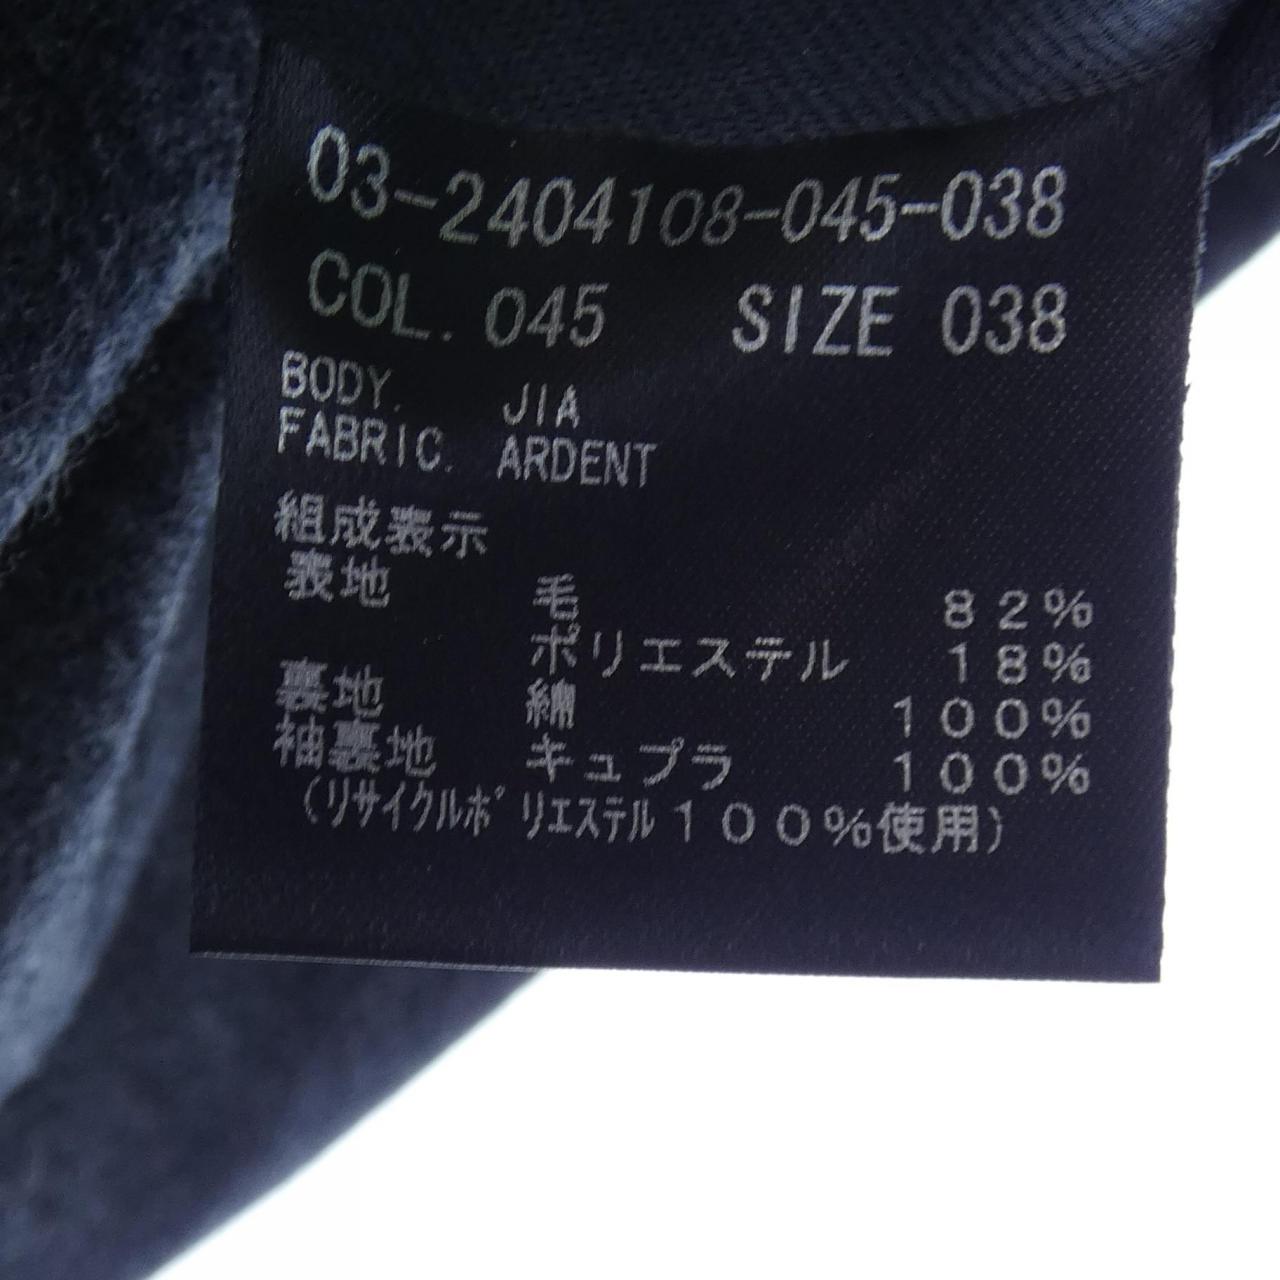 03-2404108-045-038
COL. 045 SIZE 038
BODY. JIA
FABRIC. ARDENT
組成表示
表地 毛 82%
ポリエステル 18%
裏地 綿 100%
袖裏地 キュプラ 100%
(リサイクルポリエステル100%使用)